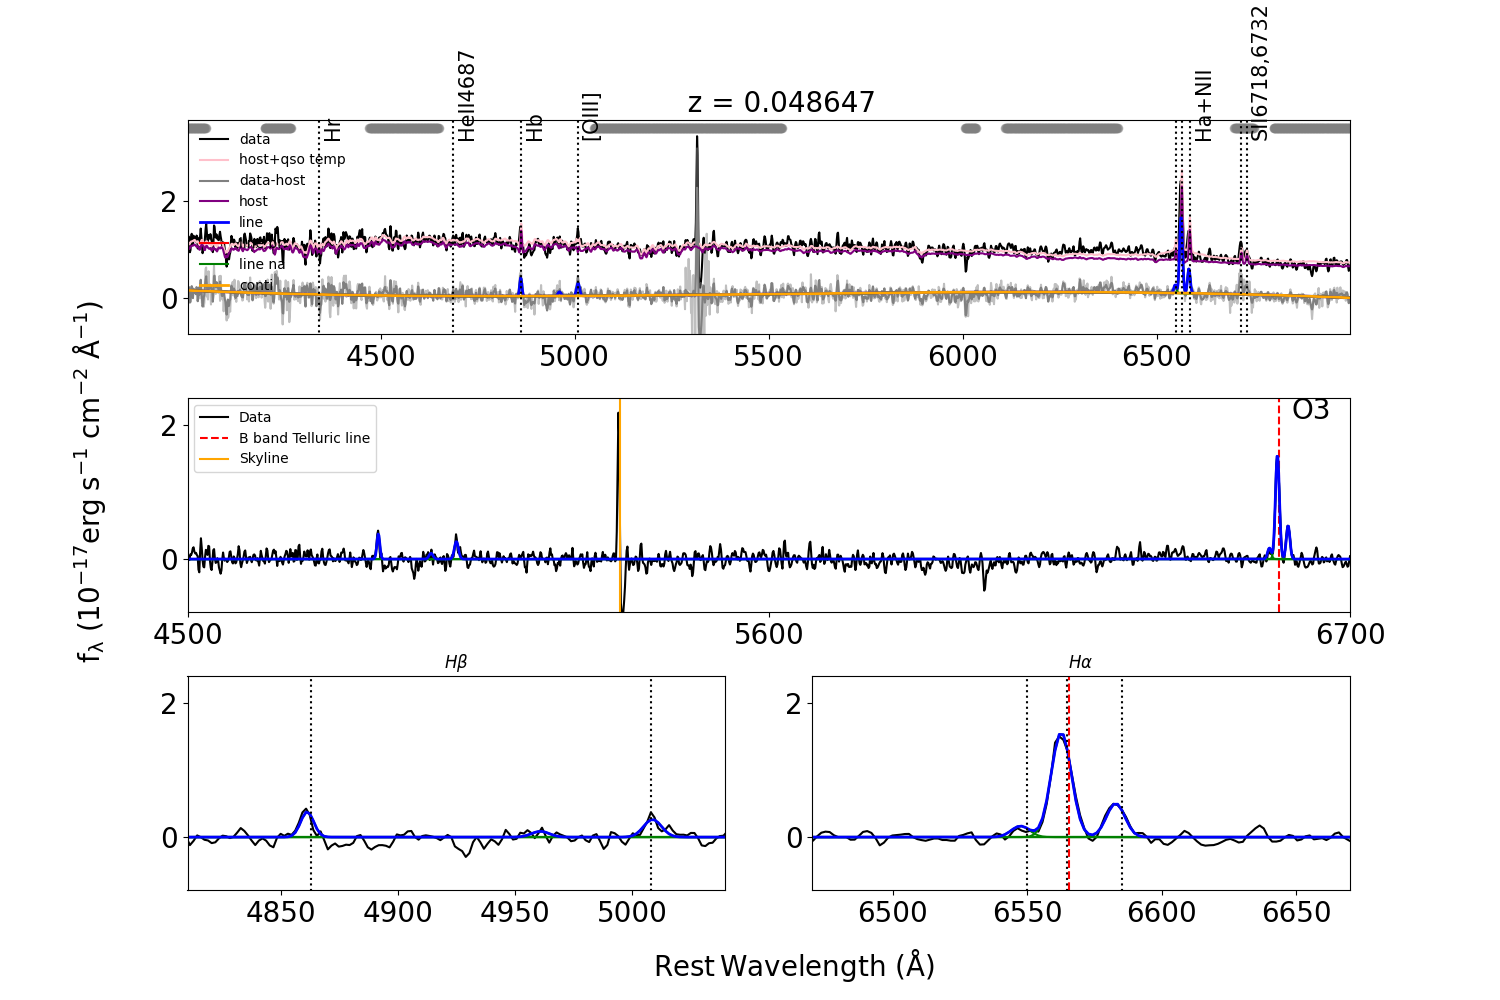 z = 0.048647
Hr
HeII4687
Hb
[OIII]
Ha+NII
SII6718,6732
data
host+qso temp
data-host
host
line
line na
conti
2
0
4500 5000 5500 6000 6500
Data
B band Telluric line
Skyline
O3
2
0
4500 5600 6700
fλ (10−17erg s−1 cm−2 Å−1)
Hβ
2
0
4850 4900 4950 5000
Hα
2
0
6500 6550 6600 6650
Rest Wavelength (Å)